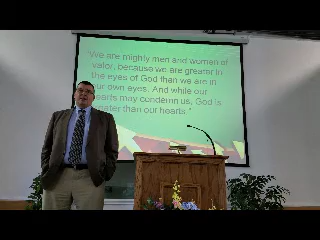 "We are mighty men and women of
valor, because we are greater in
the eyes of God than we are in
our own eyes. And while our
hearts may condemn us, God is
greater than our hearts."